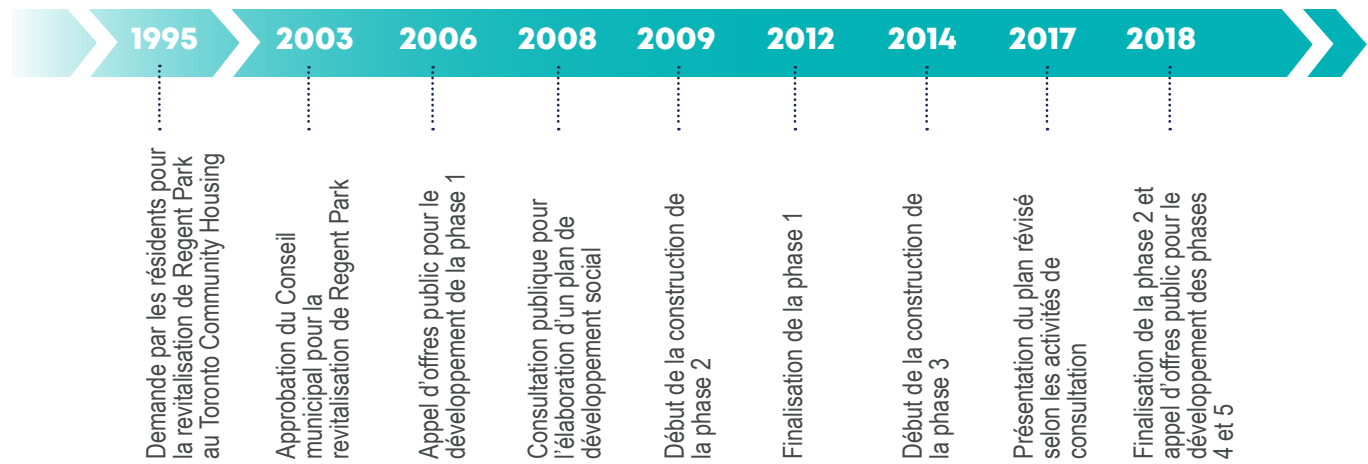 1995
2003
2006
2008
2009
2012
2014
2017
2018
Demande par les résidents pour
la revitalisation de Regent Park
au Toronto Community Housing
Approbation du Conseil
municipal pour la
revitalisation de Regent Park
Appel d'offres public pour le
développement de la phase 1
Consultation publique pour
l'élaboration d'un plan de
développement social
Début de la construction de
la phase 2
Finalisation de la phase 1
Début de la construction de
la phase 3
Présentation du plan révisé
selon les activités de
consultation
Finalisation de la phase 2 et
appel d'offres public pour le
développement des phases
4 et 5